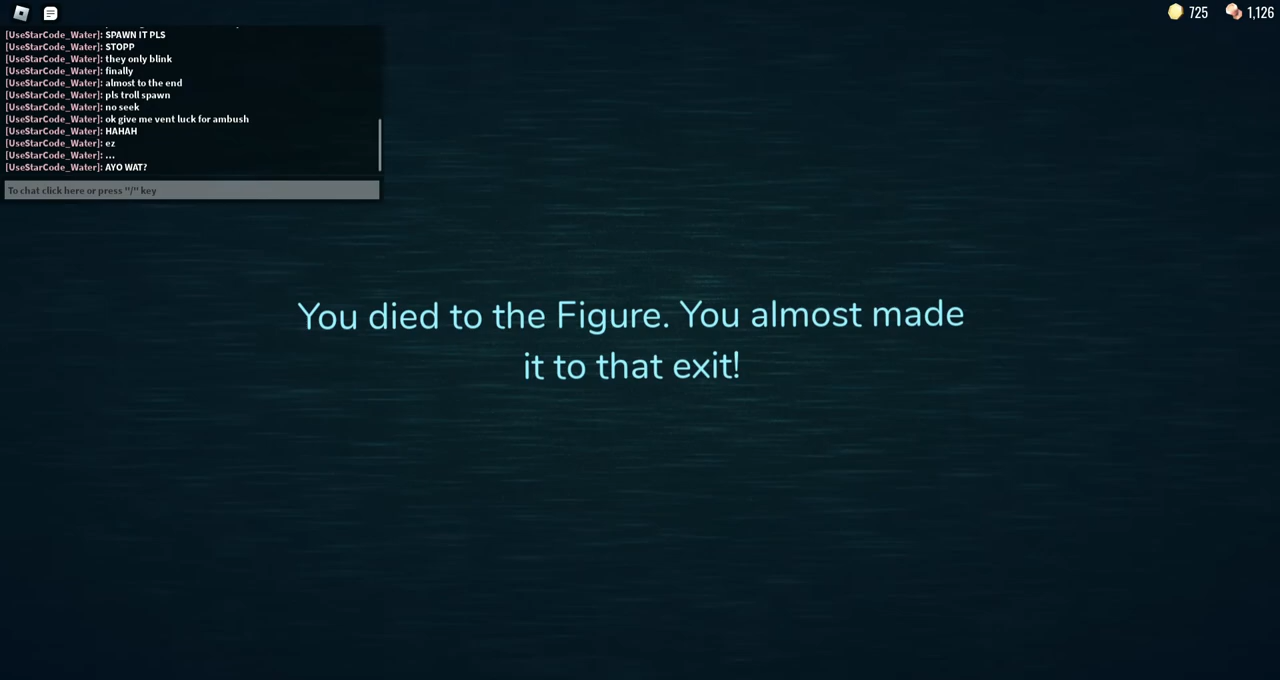 725
1,126
[UseStarCode_Water]: SPAWN IT PLS
[UseStarCode_Water]: STOPP
[UseStarCode_Water]: they only blink
[UseStarCode_Water]: finally
[UseStarCode_Water]: almost to the end
[UseStarCode_Water]: pls troll spawn
[UseStarCode_Water]: no seek
[UseStarCode_Water]: ok give me vent luck for ambush
[UseStarCode_Water]: HAHAH
[UseStarCode_Water]: ez
[UseStarCode_Water]: ...
[UseStarCode_Water]: AYO WAT?
To chat click here or press "/" key
You died to the Figure. You almost made
it to that exit!